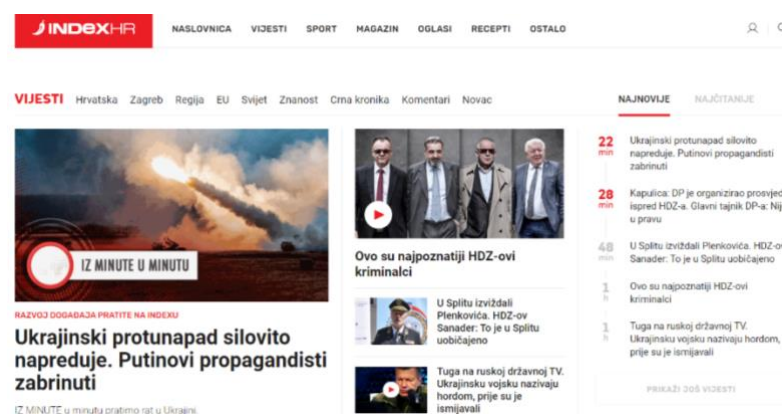 INDEXHR
NASLOVNICA VIJESTI SPORT MAGAZIN OGLASI RECEPTI OSTALO
VIJESTI Hrvatska Zagreb Regija EU Svijet Znanost Crna kronika Komentari Novac
IZ MINUTE U MINUTU
RAZVOJ DOGAĐAJA PRATITE NA INDEXU
Ukrajinski protunapad silovito
napreduje. Putinovi propagandisti
zabrinuti
IZ MINUTE u minutu pratimo rat u Ukrajini.
Ovo su najpoznatiji HDZ-ovi
kriminalci
U Splitu izviždali
Plenkovića. HDZ-ov
Sanader: To je u Splitu
uobičajeno
Tuga na ruskoj državnoj TV.
Ukrajinsku vojsku nazivaju
hordom, prije su je
ismijavali
NAJNOVIJE NAJČITANIJE
22
min
Ukrajinski protunapad silovito
napreduje. Putinovi propagandisti
zabrinuti
28
min
Kapulica: DP je organizirao prosvjed
ispred HDZ-a. Glavni tajnik DP-a: Nij
u pravu
48
min
U Splitu izviždali Plenkovića. HDZ-ov
Sanader: To je u Splitu uobičajeno
1
h
Ovo su najpoznatiji HDZ-ovi
kriminalci
1
h
Tuga na ruskoj državnoj TV.
Ukrajinsku vojsku nazivaju hordom,
prije su je ismijavali
PRIKAŽI JOŠ VIJESTI